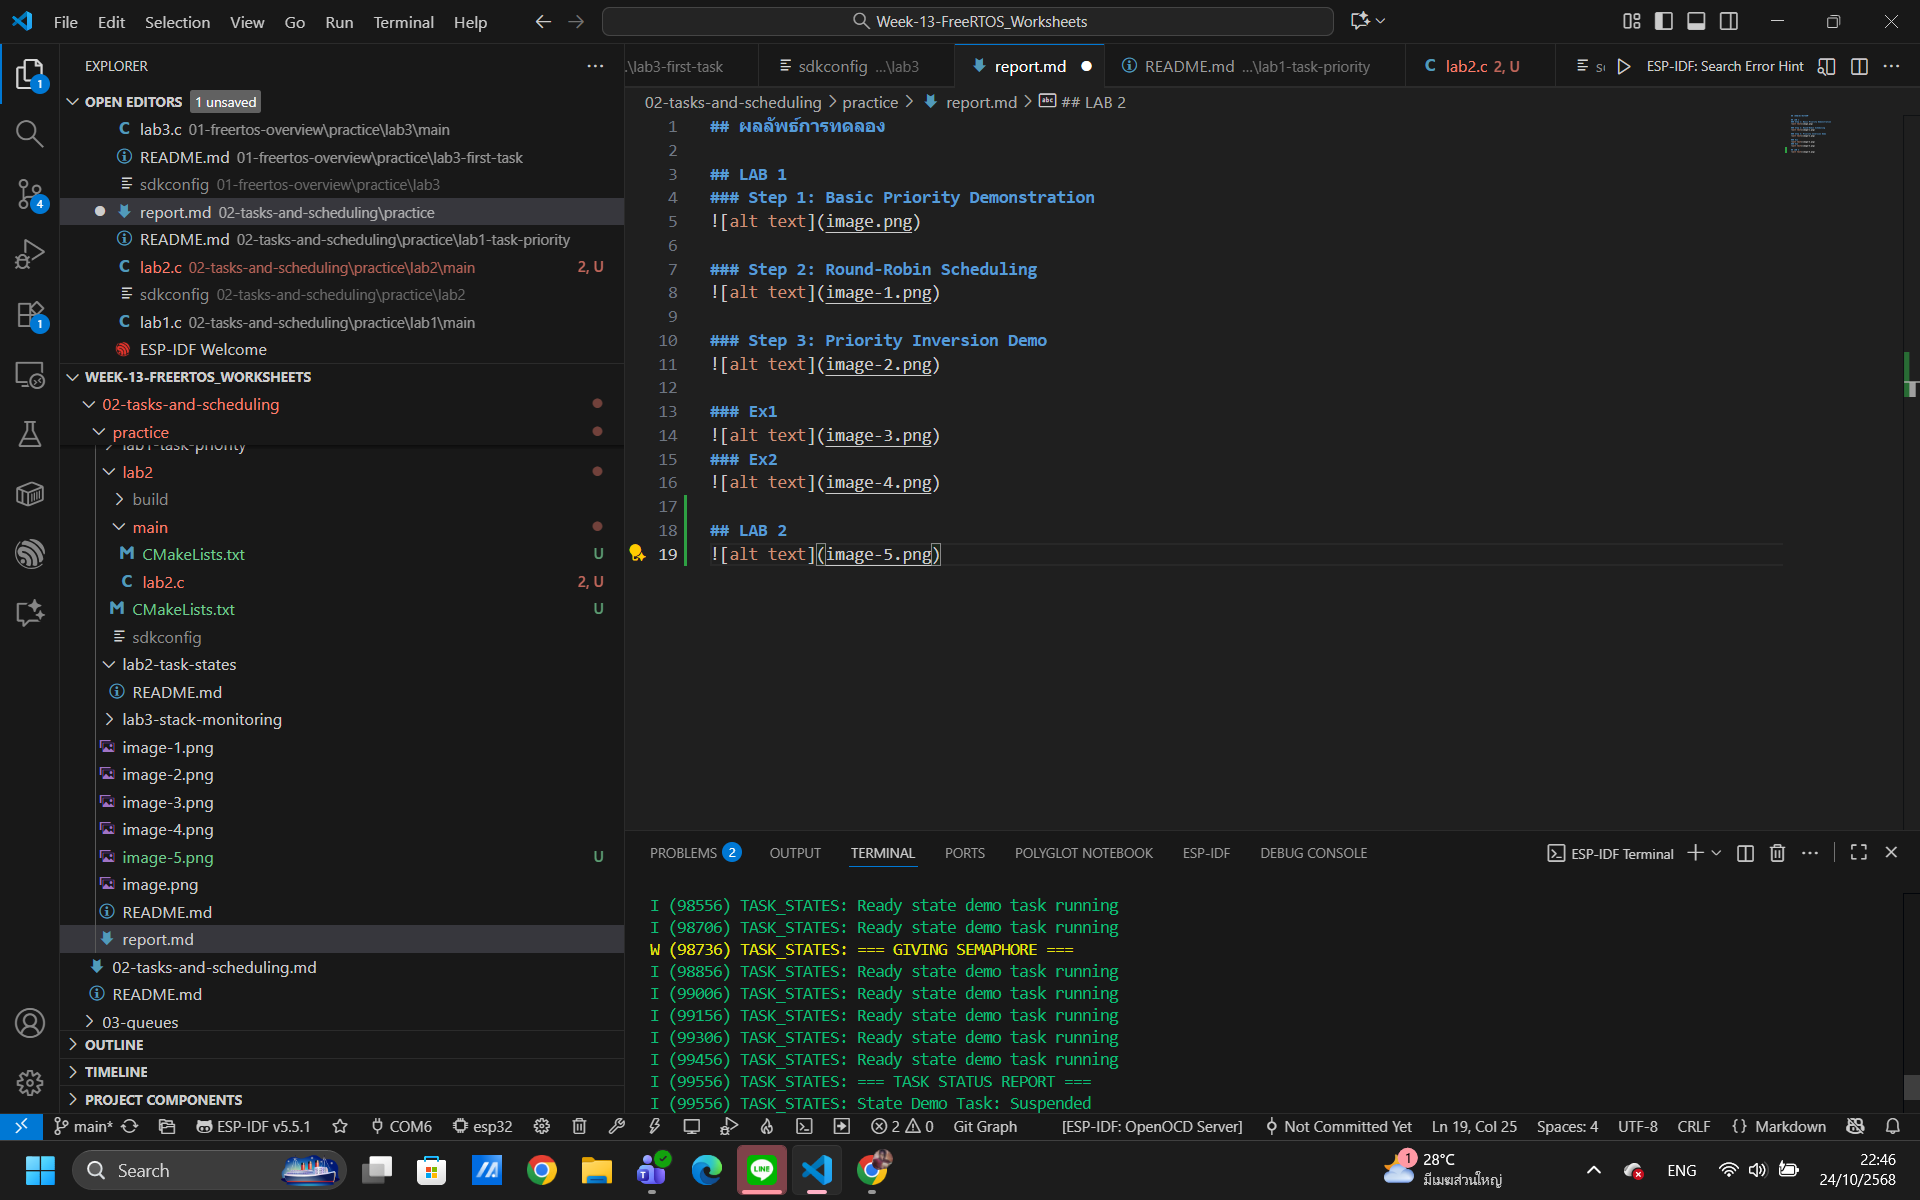 File Edit Selection View Go Run Terminal Help
Week-13-FreeRTOS_Worksheets
EXPLORER
OPEN EDITORS 1 unsaved
lab3.c 01-freertos-overview\practice\lab3\main
README.md 01-freertos-overview\practice\lab3-first-task
sdkconfig 01-freertos-overview\practice\lab3
report.md 02-tasks-and-scheduling\practice
README.md 02-tasks-and-scheduling\practice\lab1-task-priority
lab2.c 02-tasks-and-scheduling\practice\lab2\main 2, U
sdkconfig 02-tasks-and-scheduling\practice\lab2
lab1.c 02-tasks-and-scheduling\practice\lab1\main
ESP-IDF Welcome
WEEK-13-FREERTOS_WORKSHEETS
02-tasks-and-scheduling
practice
lab1-task-priority
lab2
build
main
CMakeLists.txt U
lab2.c 2, U
CMakeLists.txt U
sdkconfig
lab2-task-states
README.md
lab3-stack-monitoring
image-1.png
image-2.png
image-3.png
image-4.png
image-5.png U
image.png
README.md
report.md
02-tasks-and-scheduling.md
README.md
03-queues
OUTLINE
TIMELINE
PROJECT COMPONENTS
1
4
1
.\lab3-first-task
sdkconfig ...\lab3
report.md
README.md ...\lab1-task-priority
lab2.c 2, U
ESP-IDF: Search Error Hint
02-tasks-and-scheduling > practice > report.md > ## LAB 2
1 ## ผลลัพธ์การทดลอง
2
3 ## LAB 1
4 ### Step 1: Basic Priority Demonstration
5 ![alt text](image.png)
6
7 ### Step 2: Round-Robin Scheduling
8 ![alt text](image-1.png)
9
10 ### Step 3: Priority Inversion Demo
11 ![alt text](image-2.png)
12
13 ### Ex1
14 ![alt text](image-3.png)
15 ### Ex2
16 ![alt text](image-4.png)
17
18 ## LAB 2
19 ![alt text](image-5.png)
PROBLEMS 2 OUTPUT TERMINAL PORTS POLYGLOT NOTEBOOK ESP-IDF DEBUG CONSOLE
ESP-IDF Terminal
I (98556) TASK_STATES: Ready state demo task running
I (98706) TASK_STATES: Ready state demo task running
W (98736) TASK_STATES: === GIVING SEMAPHORE ===
I (98856) TASK_STATES: Ready state demo task running
I (99006) TASK_STATES: Ready state demo task running
I (99156) TASK_STATES: Ready state demo task running
I (99306) TASK_STATES: Ready state demo task running
I (99456) TASK_STATES: Ready state demo task running
I (99556) TASK_STATES: === TASK STATUS REPORT ===
I (99556) TASK_STATES: State Demo Task: Suspended
main* ESP-IDF v5.5.1 COM6 esp32 2 0 Git Graph [ESP-IDF: OpenOCD Server] Not Committed Yet Ln 19, Col 25 Spaces: 4 UTF-8 CRLF {} Markdown
Search
LINE
1
28°C
มีเมฆส่วนใหญ่
ENG
22:46
24/10/2568